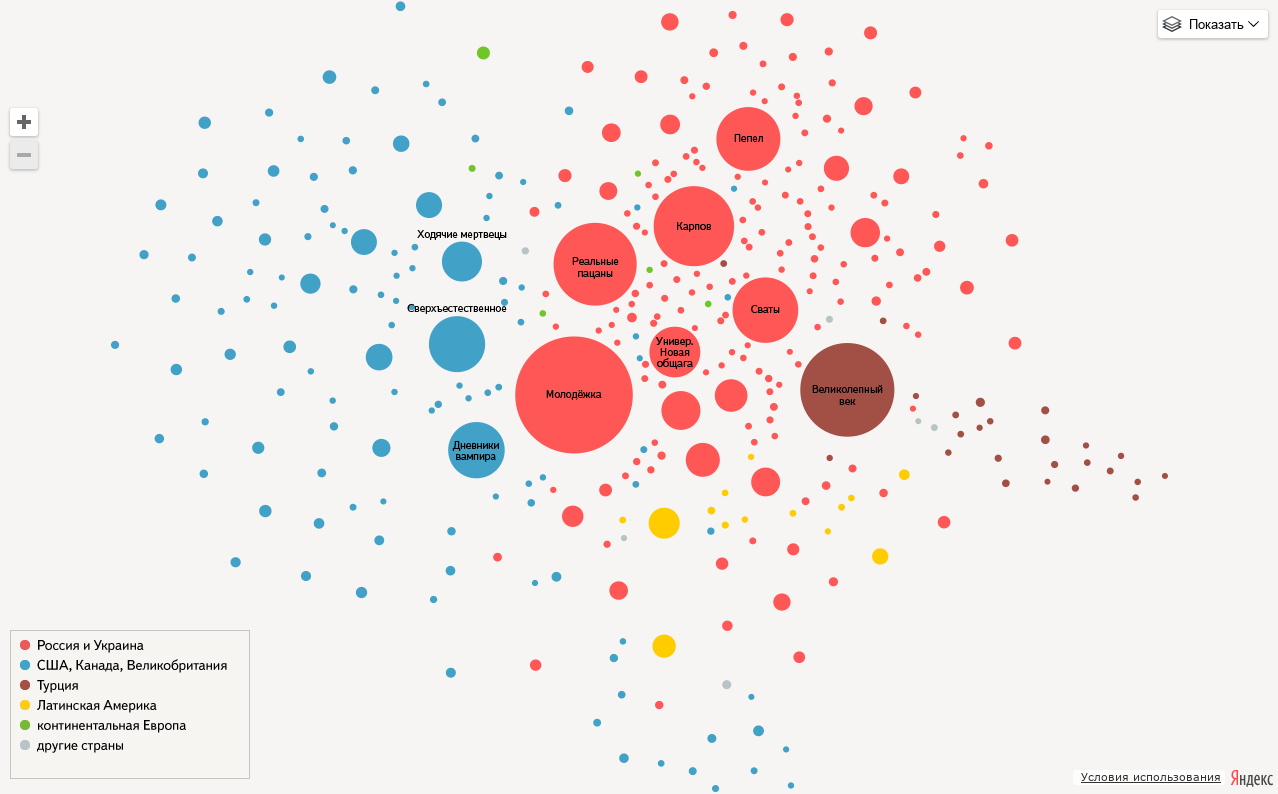 Показать
Пепел
Карпов
Ходячие мертвецы
Реальные
пацаны
Сверхъестественное
Сваты
Универ.
Новая
общага
Молодёжка
Великолепный
век
Дневники
вампира
Россия и Украина
США, Канада, Великобритания
Турция
Латинская Америка
континентальная Европа
другие страны
Условия использования
Яндекс